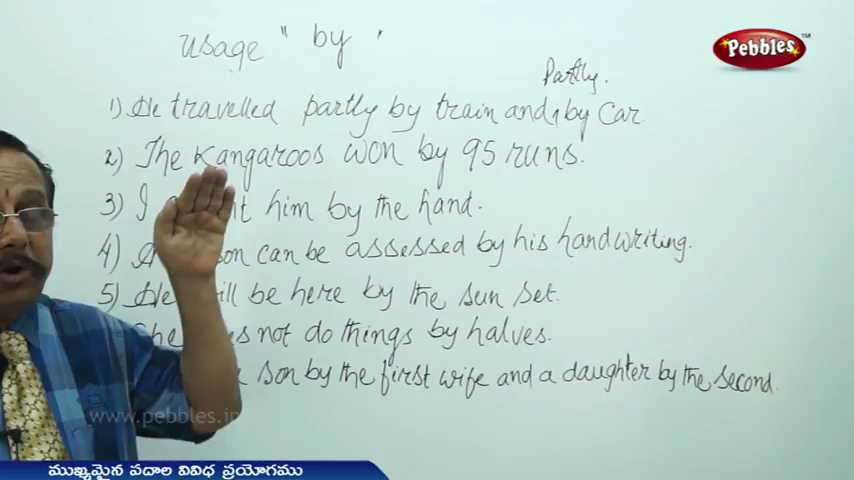 usage " by "
Pebbles TM
Partly.
1) He travelled partly by train and, by car.
2) The Kangaroos won by 95 runs.
3) I him by the hand.
4) can be assessed by his handwriting.
5) He will be here by the sun set.
She not do things by halves.
son by the first wife and a daughter by the second.
www.pebbles.in
ముఖ్యమైన పదాల వివిధ ప్రయోగము